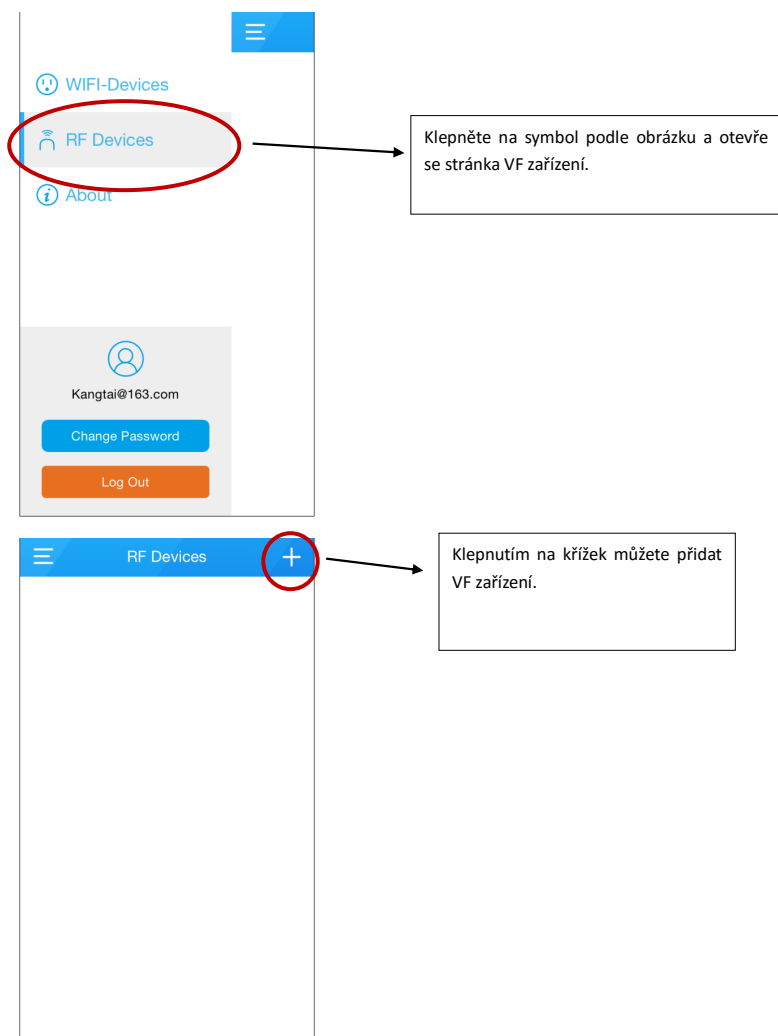 WIFI-Devices
RF Devices
About
Klepněte na symbol podle obrázku a otevře
se stránka VF zařízení.
Kangtai@163.com
Change Password
Log Out
RF Devices
Klepnutím na křížek můžete přidat
VF zařízení.